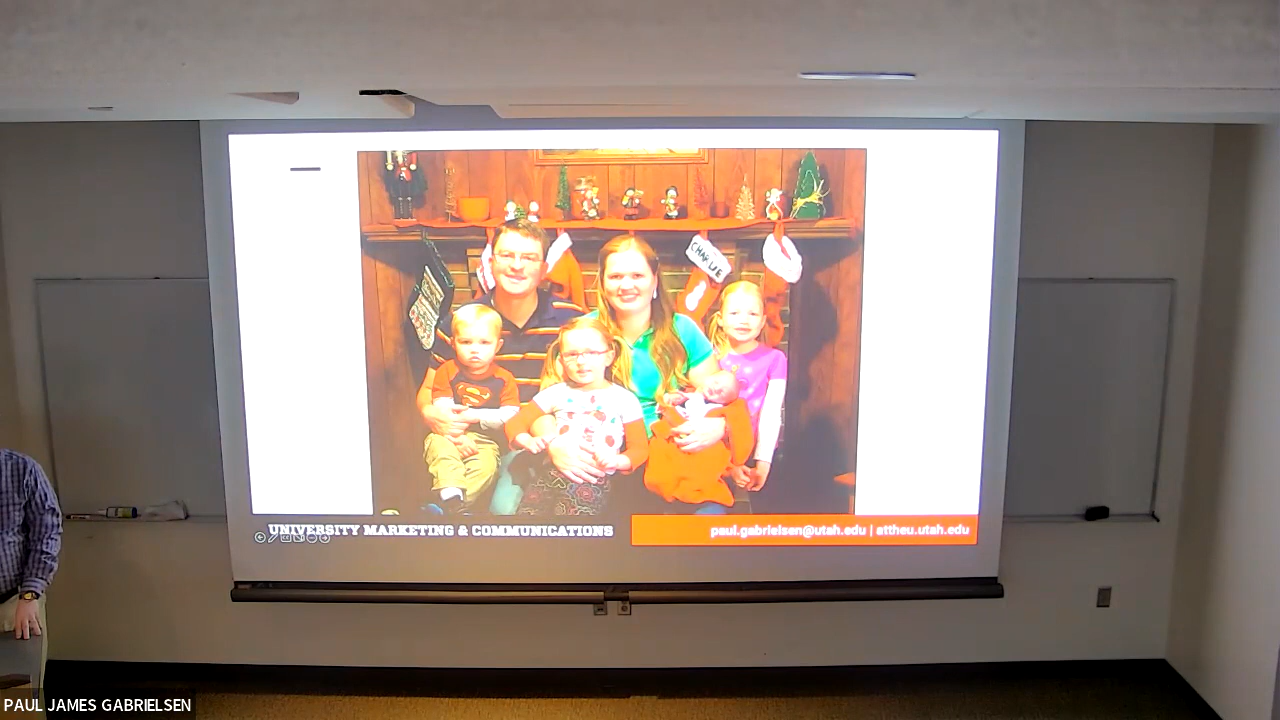 CHARLIE
UNIVERSITY MARKETING & COMMUNICATIONS
paul.gabrielsen@utah.edu | attheu.utah.edu
PAUL JAMES GABRIELSEN